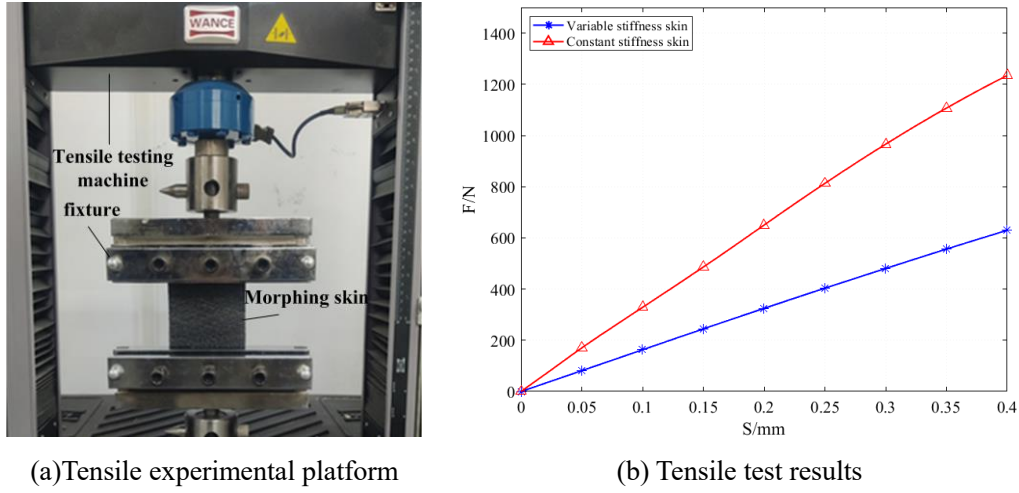 WANCE
Tensile testing
machine
fixture
Morphing skin
(a)Tensile experimental platform
Variable stiffness skin
Constant stiffness skin
1400
1200
1000
800
600
400
200
0
F/N
0
0.05
0.1
0.15
0.2
0.25
0.3
0.35
0.4
S/mm
(b) Tensile test results